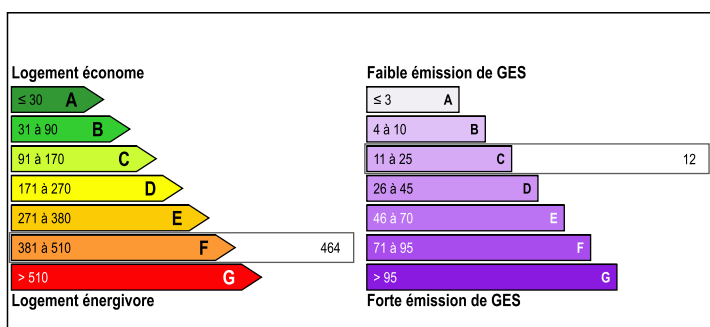 Logement économe
≤ 30 A
31 à 90 B
91 à 170 C
171 à 270 D
271 à 380 E
381 à 510 F 464
> 510 G
Logement énergivore
Faible émission de GES
≤ 3 A
4 à 10 B
11 à 25 C 12
26 à 45 D
46 à 70 E
71 à 95 F
> 95 G
Forte émission de GES